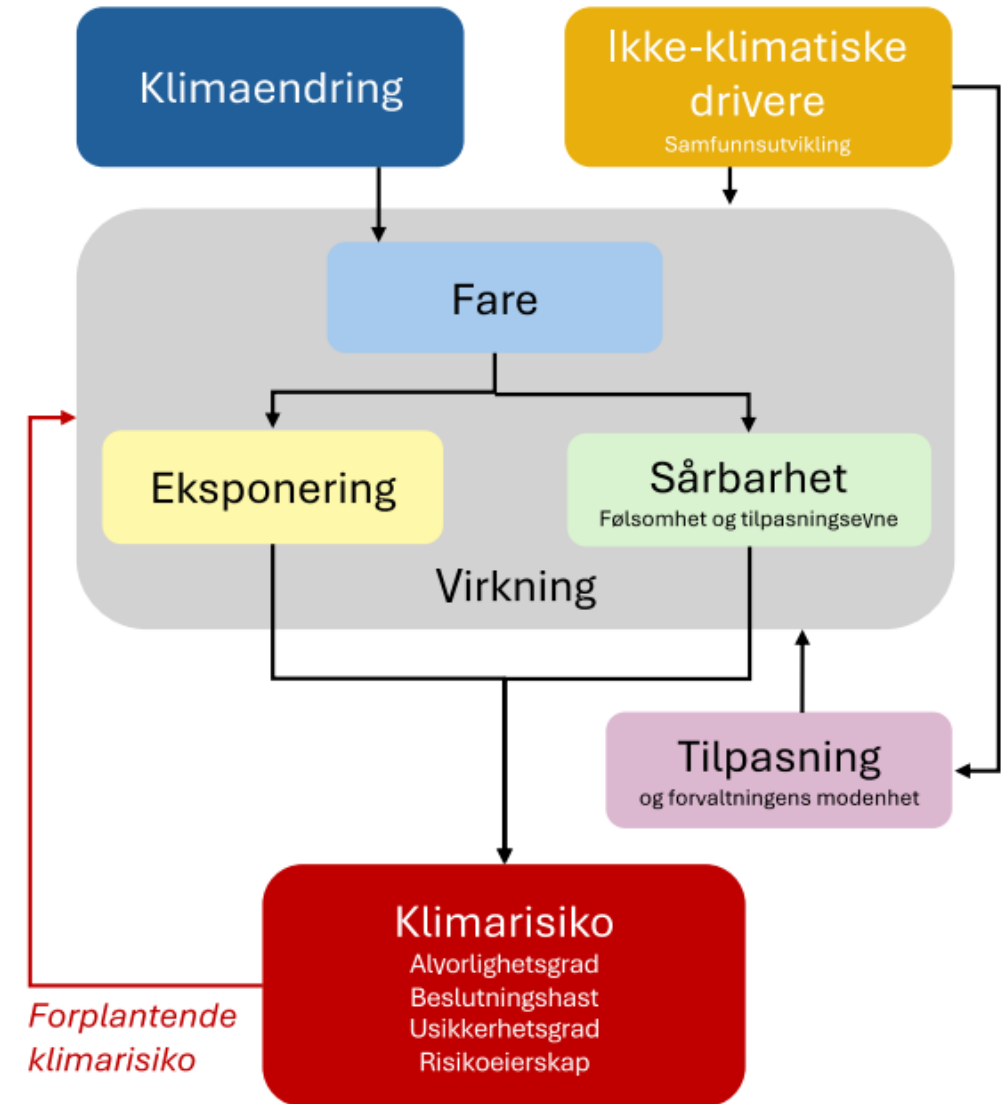 Klimaendring
Ikke-klimatiske
drivere
Samfunnsutvikling
Fare
Eksponering
Sårbarhet
Følsomhet og tilpasningsevne
Virkning
Tilpasning
og forvaltningens modenhet
Klimarisiko
Alvorlighetsgrad
Beslutningshast
Usikkerhetsgrad
Risikoeierskap
Forplantende
klimarisiko